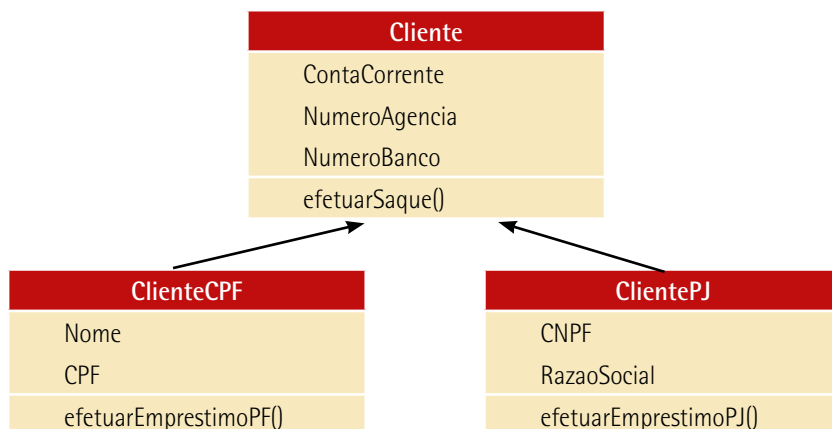 Cliente
ContaCorrente
NumeroAgencia
NumeroBanco
efetuarSaque()
ClienteCPF
Nome
CPF
efetuarEmprestimoPF()
ClientePJ
CNPF
RazaoSocial
efetuarEmprestimoPJ()